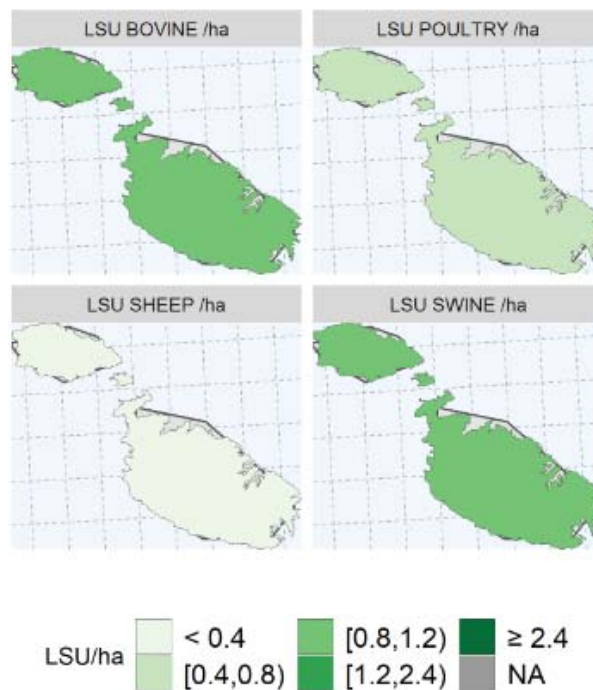 LSU BOVINE /ha
LSU POULTRY /ha
LSU SHEEP /ha
LSU SWINE /ha
LSU/ha
< 0.4
[0.4,0.8)
[0.8,1.2)
[1.2,2.4)
≥ 2.4
NA